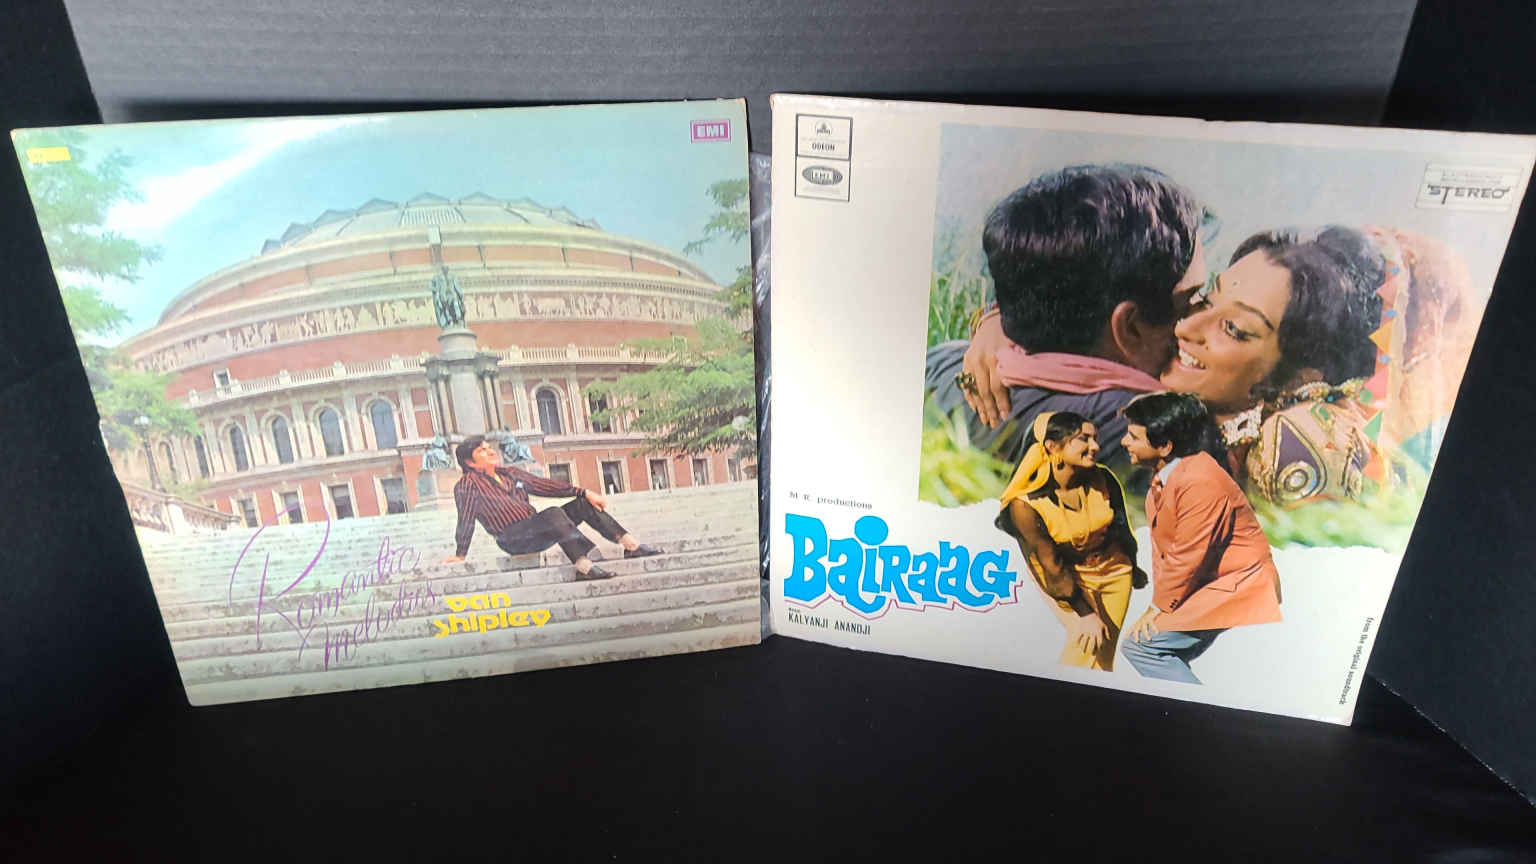 EMI
Romantic
melodies
Dan
Shipley
ODEON
EMI
STEREO
M. R. productions
BaiRaag
KALYANJI ANANDJI
from the original soundtrack